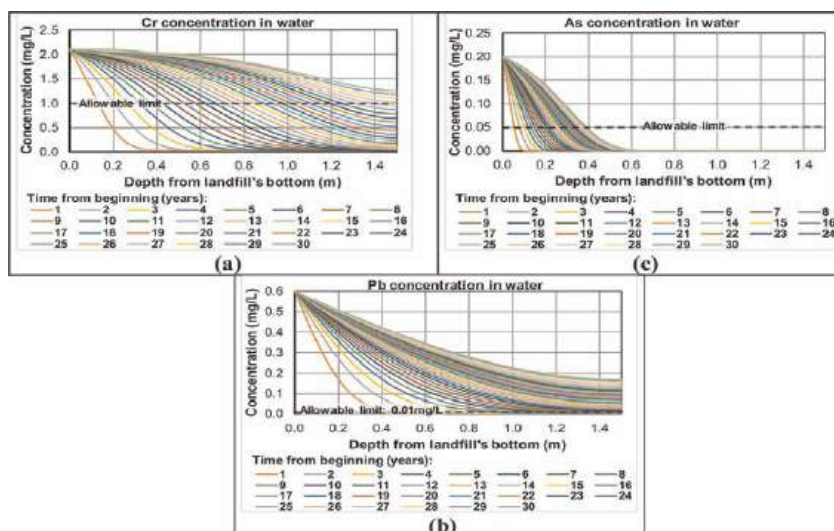 Cr concentration in water
Concentration (mg/L)
2.5
2.0
1.5
1.0
0.5
0.0
Allowable limit
0.0 0.2 0.4 0.6 0.8 1.0 1.2 1.4
Depth from landfill's bottom (m)
Time from beginning (years):
1 2 3 4 5 6 7 8
9 10 11 12 13 14 15 16
17 18 19 20 21 22 23 24
25 26 27 28 29 30
(a)
As concentration in water
Concentration (mg/L)
0.25
0.20
0.15
0.10
0.05
0.00
Allowable limit
0.0 0.2 0.4 0.6 0.8 1.0 1.2 1.4
Depth from landfill's bottom (m)
Time from beginning (years):
1 2 3 4 5 6 7 8
9 10 11 12 13 14 15 16
17 18 19 20 21 22 23 24
25 26 27 28 29 30
(c)
Pb concentration in water
Concentration (mg/L)
0.6
0.5
0.4
0.3
0.2
0.1
0.0
Allowable limit: 0.01mg/L
0.0 0.2 0.4 0.6 0.8 1.0 1.2 1.4
Depth from landfill's bottom (m)
Time from beginning (years):
1 2 3 4 5 6 7 8
9 10 11 12 13 14 15 16
17 18 19 20 21 22 23 24
25 26 27 28 29 30
(b)